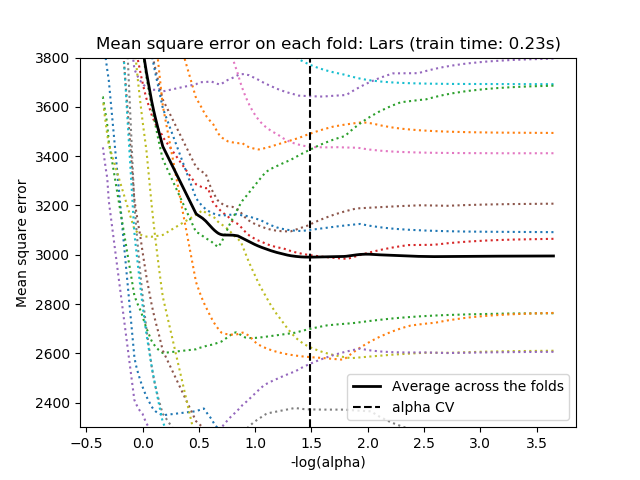 Mean square error on each fold: Lars (train time: 0.23s)
3800
3600
3400
3200
3000
2800
2600
2400
Mean square error
−0.5 0.0 0.5 1.0 1.5 2.0 2.5 3.0 3.5
-log(alpha)
Average across the folds
alpha CV